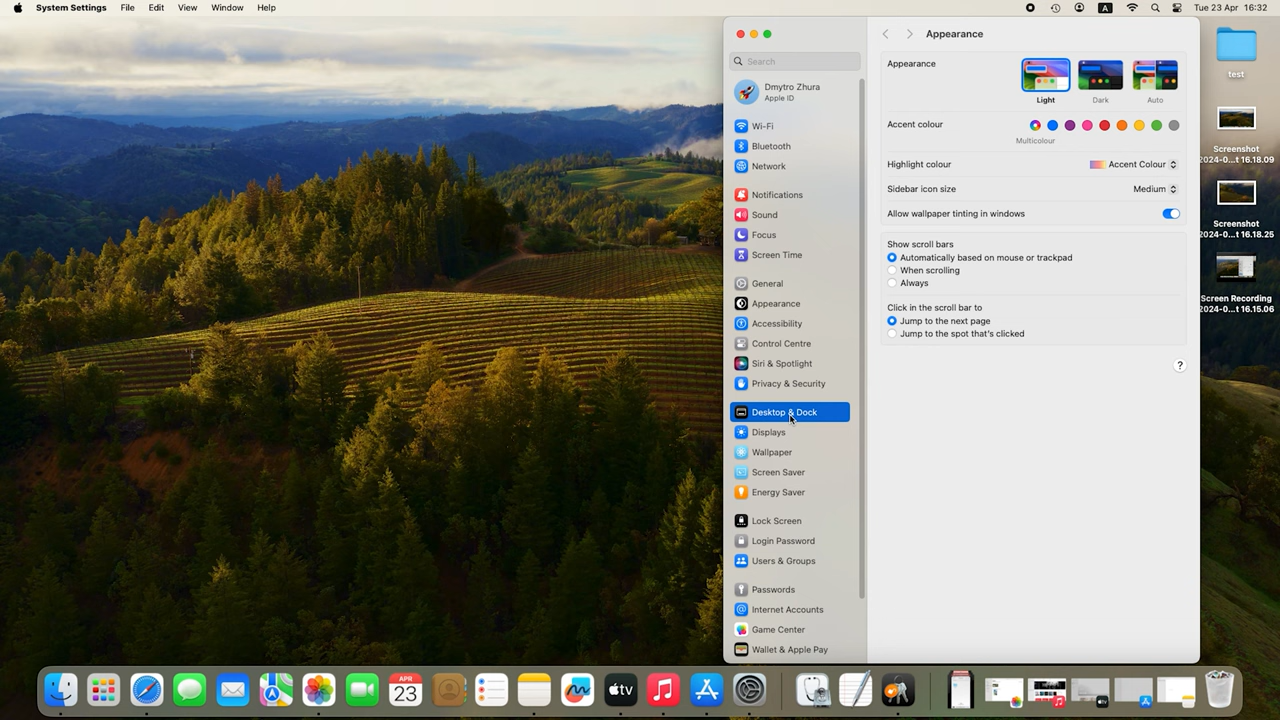 System Settings File Edit View Window Help A Tue 23 Apr 16:32
Search
Dmytro Zhura
Apple ID
Wi-Fi
Bluetooth
Network
Notifications
Sound
Focus
Screen Time
General
Appearance
Accessibility
Control Centre
Siri & Spotlight
Privacy & Security
Desktop & Dock
Displays
Wallpaper
Screen Saver
Energy Saver
Lock Screen
Login Password
Users & Groups
Passwords
Internet Accounts
Game Center
Wallet & Apple Pay
Appearance
Appearance
Light Dark Auto
Accent colour
Multicolour
Highlight colour Accent Colour
Sidebar icon size Medium
Allow wallpaper tinting in windows
Show scroll bars
Automatically based on mouse or trackpad
When scrolling
Always
Click in the scroll bar to
Jump to the next page
Jump to the spot that's clicked
?
test
Screenshot
2024-0...t 16.18.09
Screenshot
2024-0...t 16.18.25
Screen Recording
2024-0...t 16.15.06
APR
23
tv